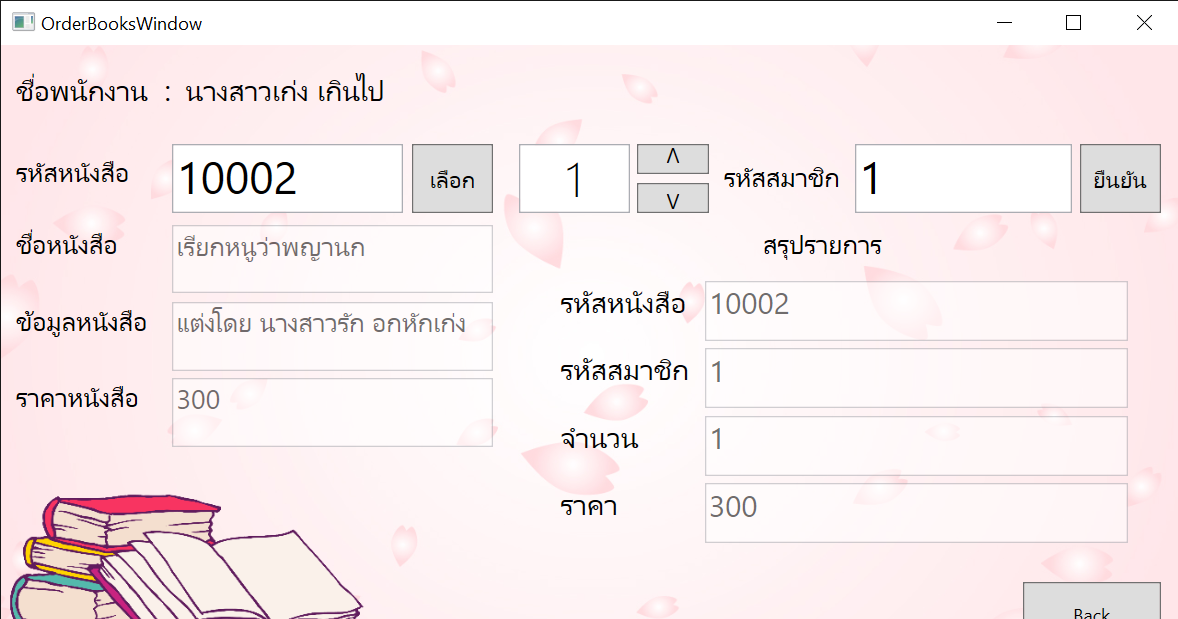 OrderBooksWindow
ชื่อพนักงาน : นางสาวเก่ง เกินไป
รหัสหนังสือ 10002 เลือก 1 Λ V รหัสสมาชิก 1 ยืนยัน
ชื่อหนังสือ เรียกหนูว่าพญานก
สรุปรายการ
รหัสหนังสือ 10002
ข้อมูลหนังสือ แต่งโดย นางสาวรัก อกหักเก่ง
รหัสสมาชิก 1
ราคาหนังสือ 300
จำนวน 1
ราคา 300
Back